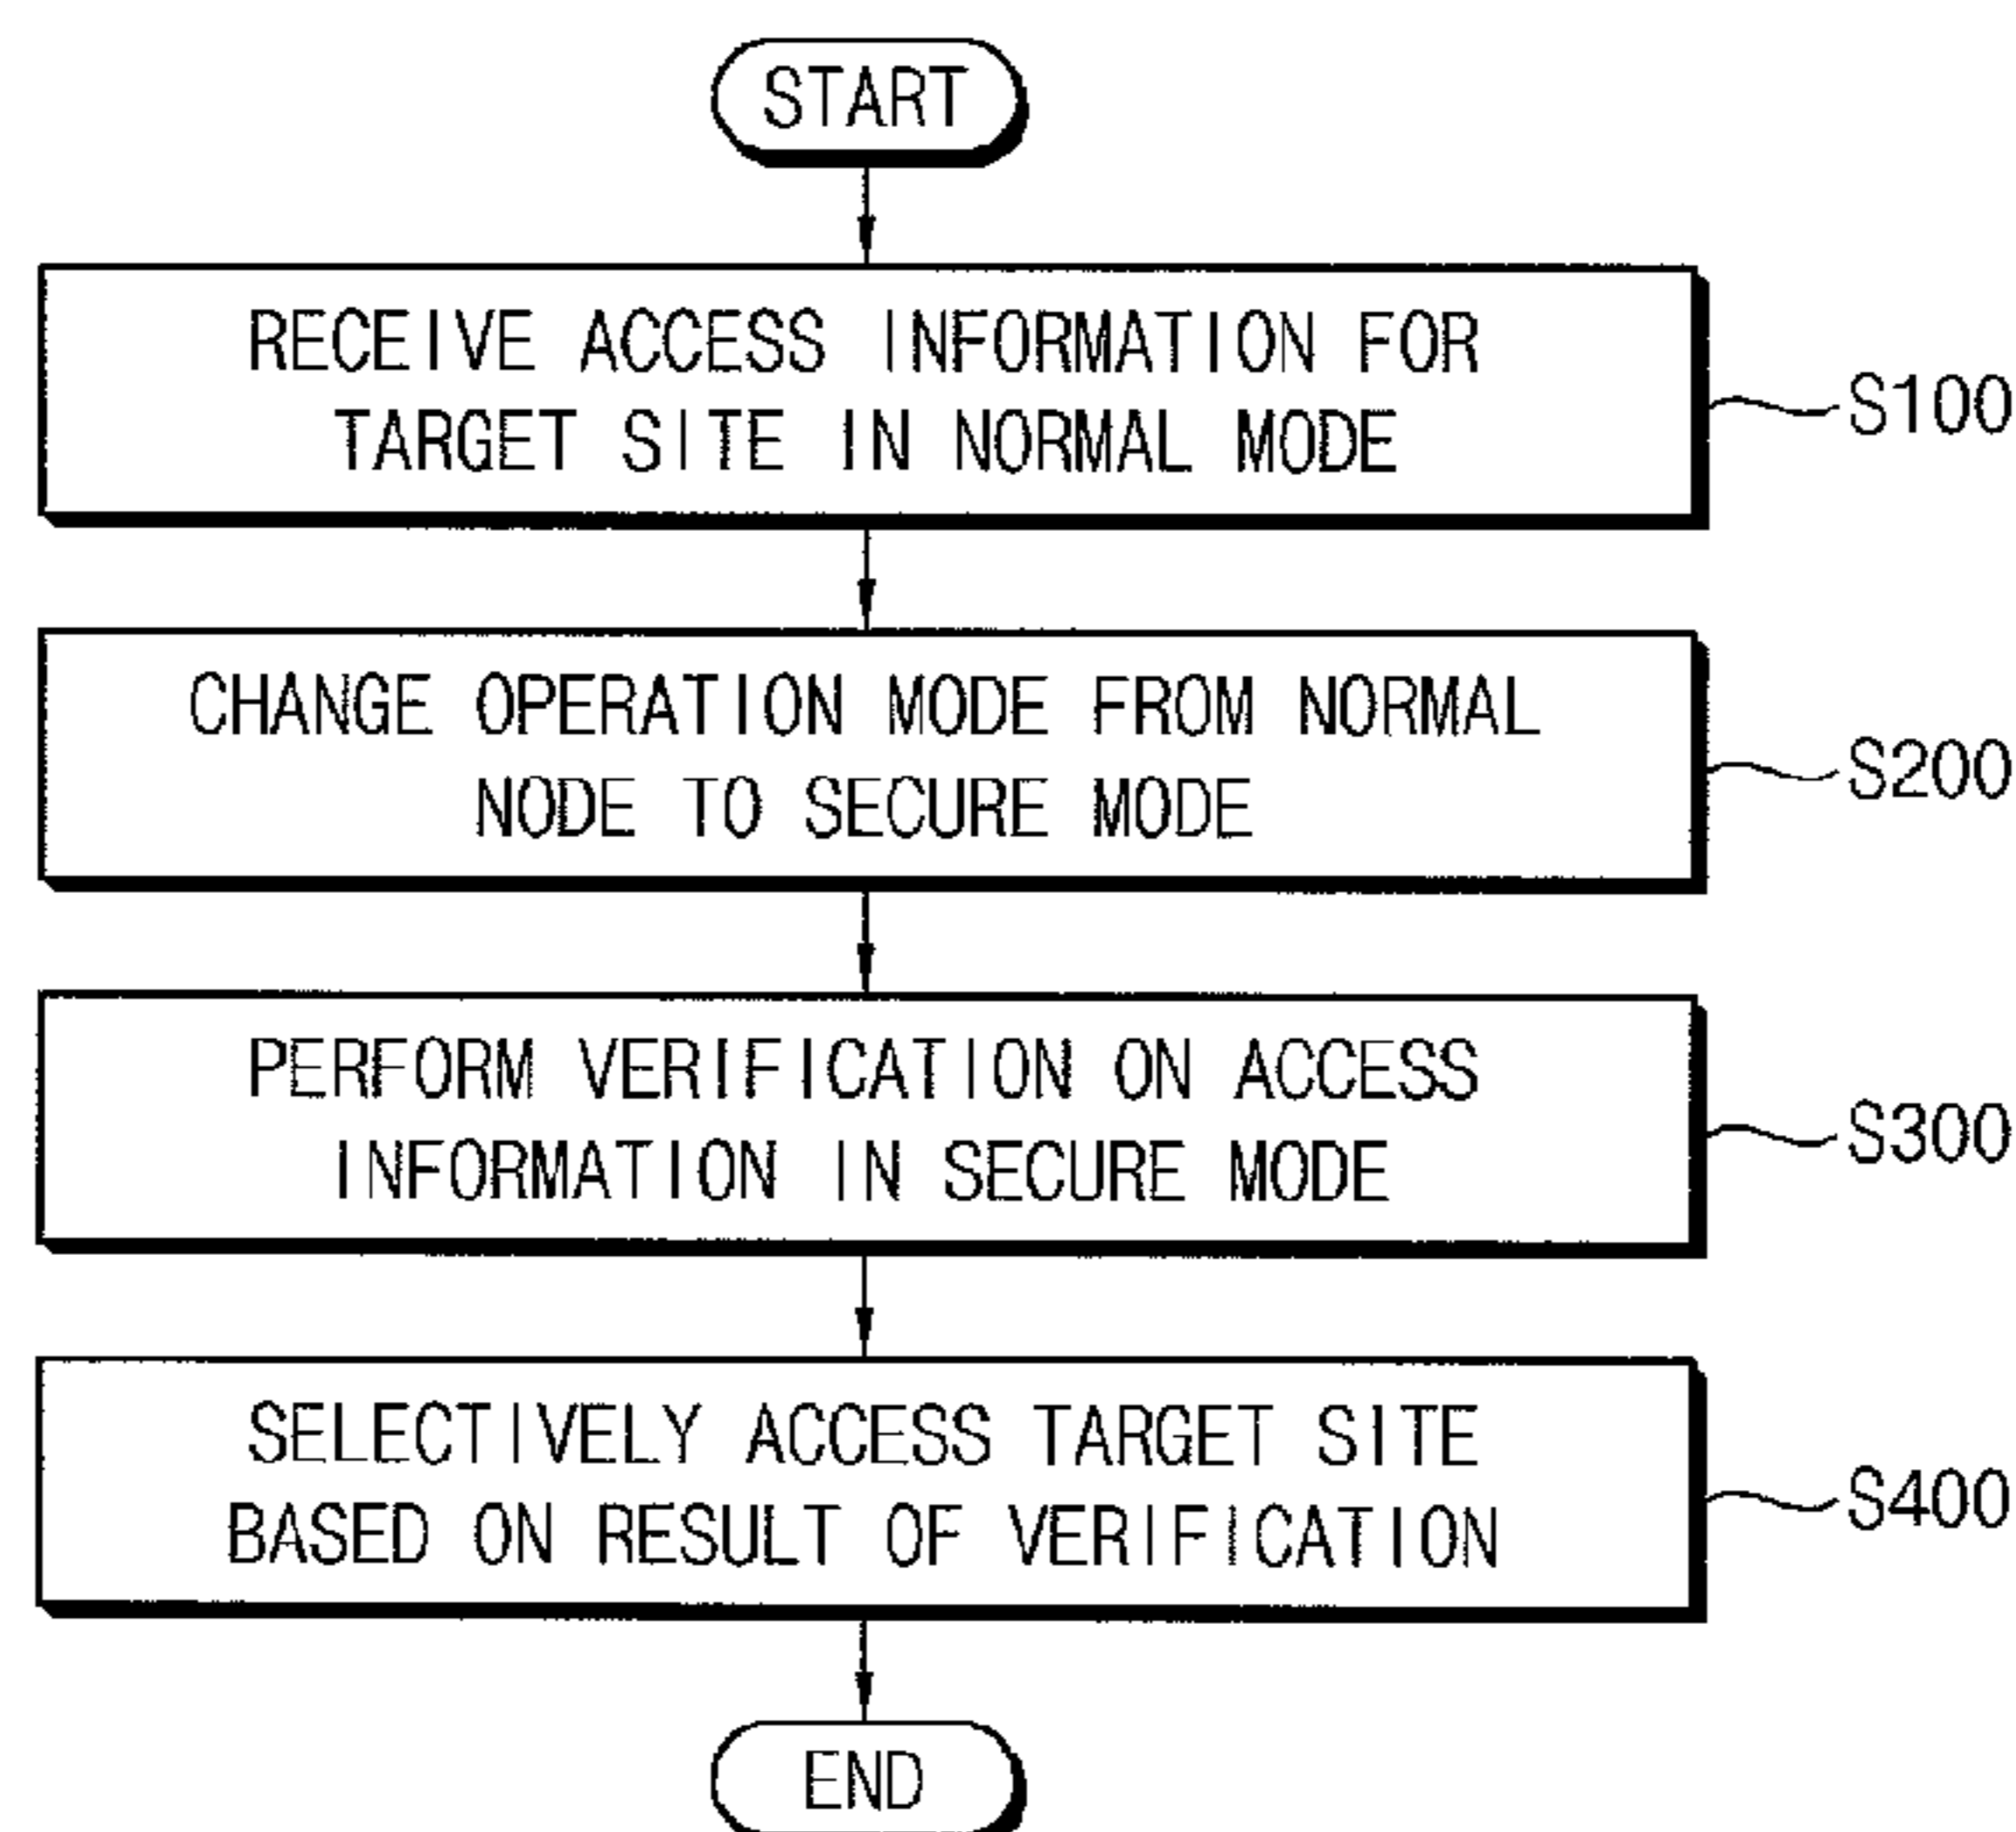 START
RECEIVE ACCESS INFORMATION FOR
TARGET SITE IN NORMAL MODE
S100
CHANGE OPERATION MODE FROM NORMAL
NODE TO SECURE MODE
S200
PERFORM VERIFICATION ON ACCESS
INFORMATION IN SECURE MODE
S300
SELECTIVELY ACCESS TARGET SITE
BASED ON RESULT OF VERIFICATION
S400
END